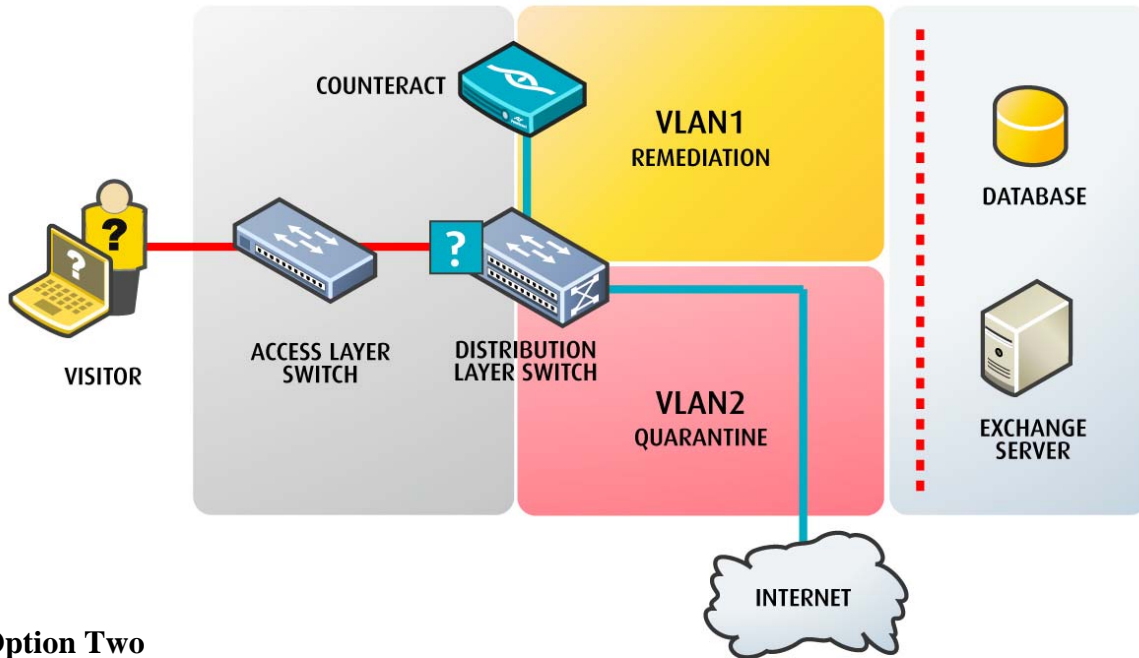 COUNTERACT
VLAN1
REMEDIATION
DATABASE
?
?
?
VISITOR
ACCESS LAYER
SWITCH
DISTRIBUTION
LAYER SWITCH
VLAN2
QUARANTINE
EXCHANGE
SERVER
INTERNET
Option Two